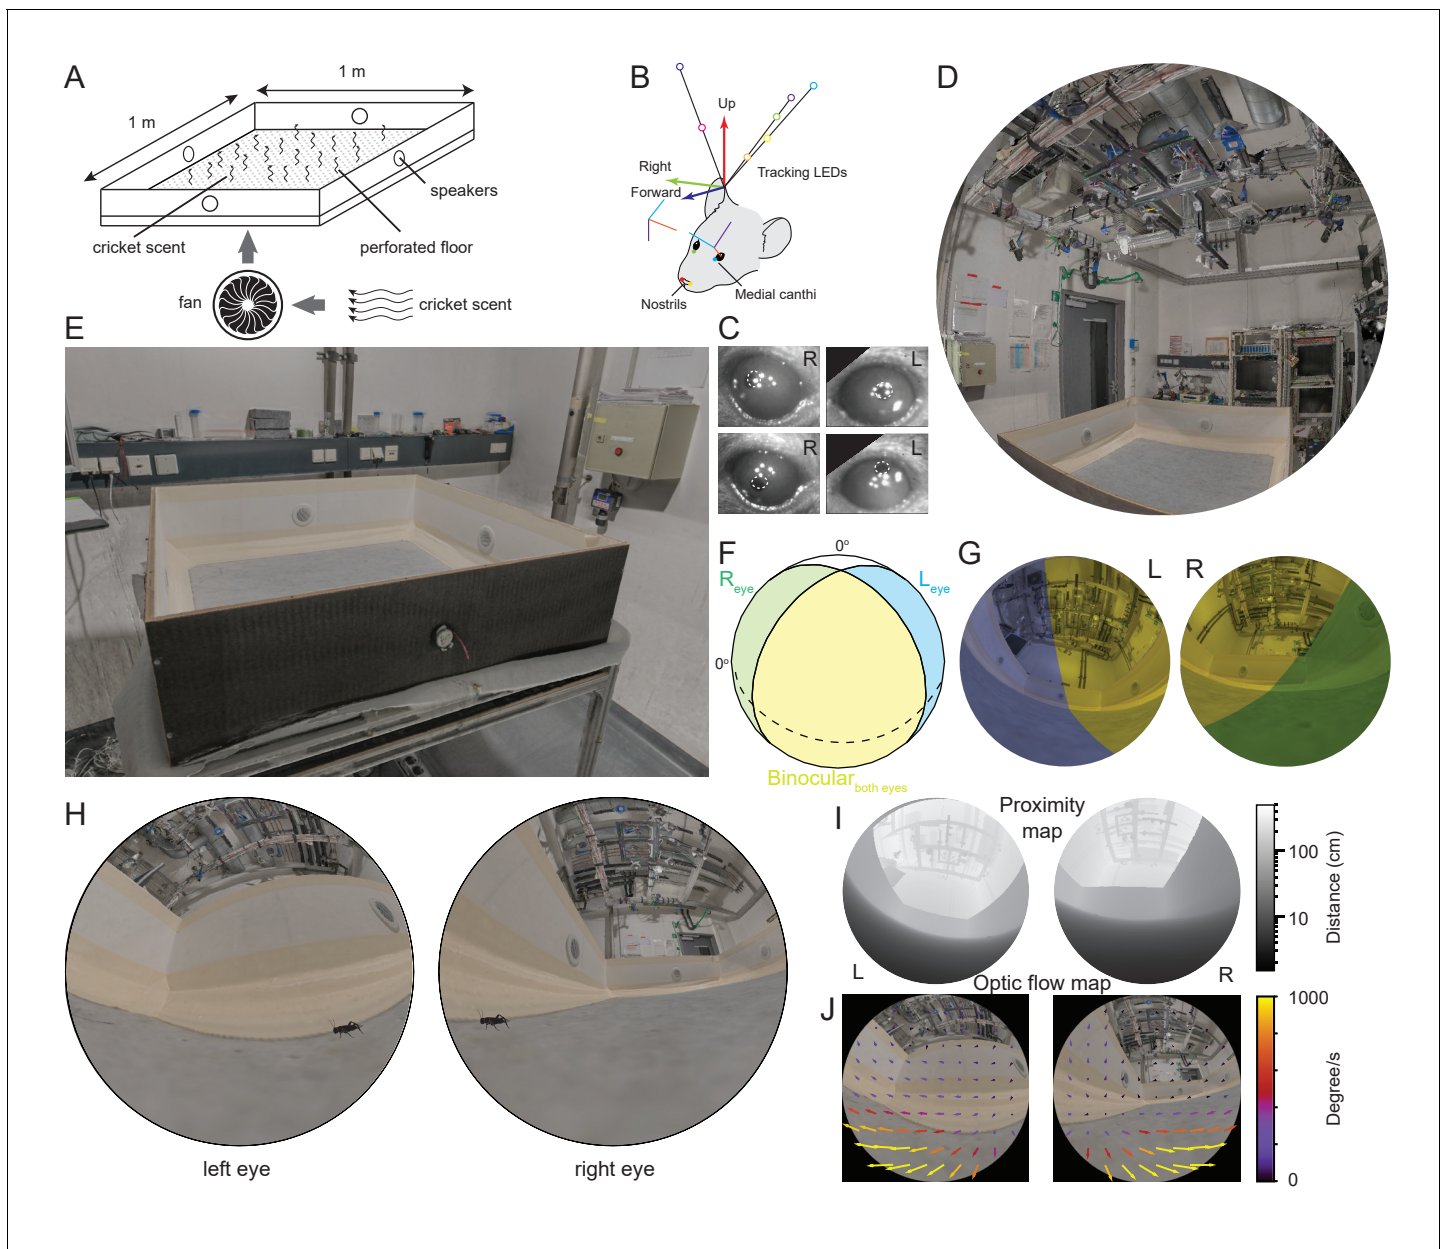 A
1 m
1 m
speakers
cricket scent
perforated floor
fan
cricket scent
B
Up
Right
Forward
Tracking LEDs
Nostrils
Medial canthi
C
R
L
R
L
D
E
F
0°
R eye
L eye
0°
Binocular both eyes
G
L
R
H
left eye
right eye
I
Proximity
map
L
R
100
10
Distance (cm)
Optic flow map
J
1000
0
Degree/s